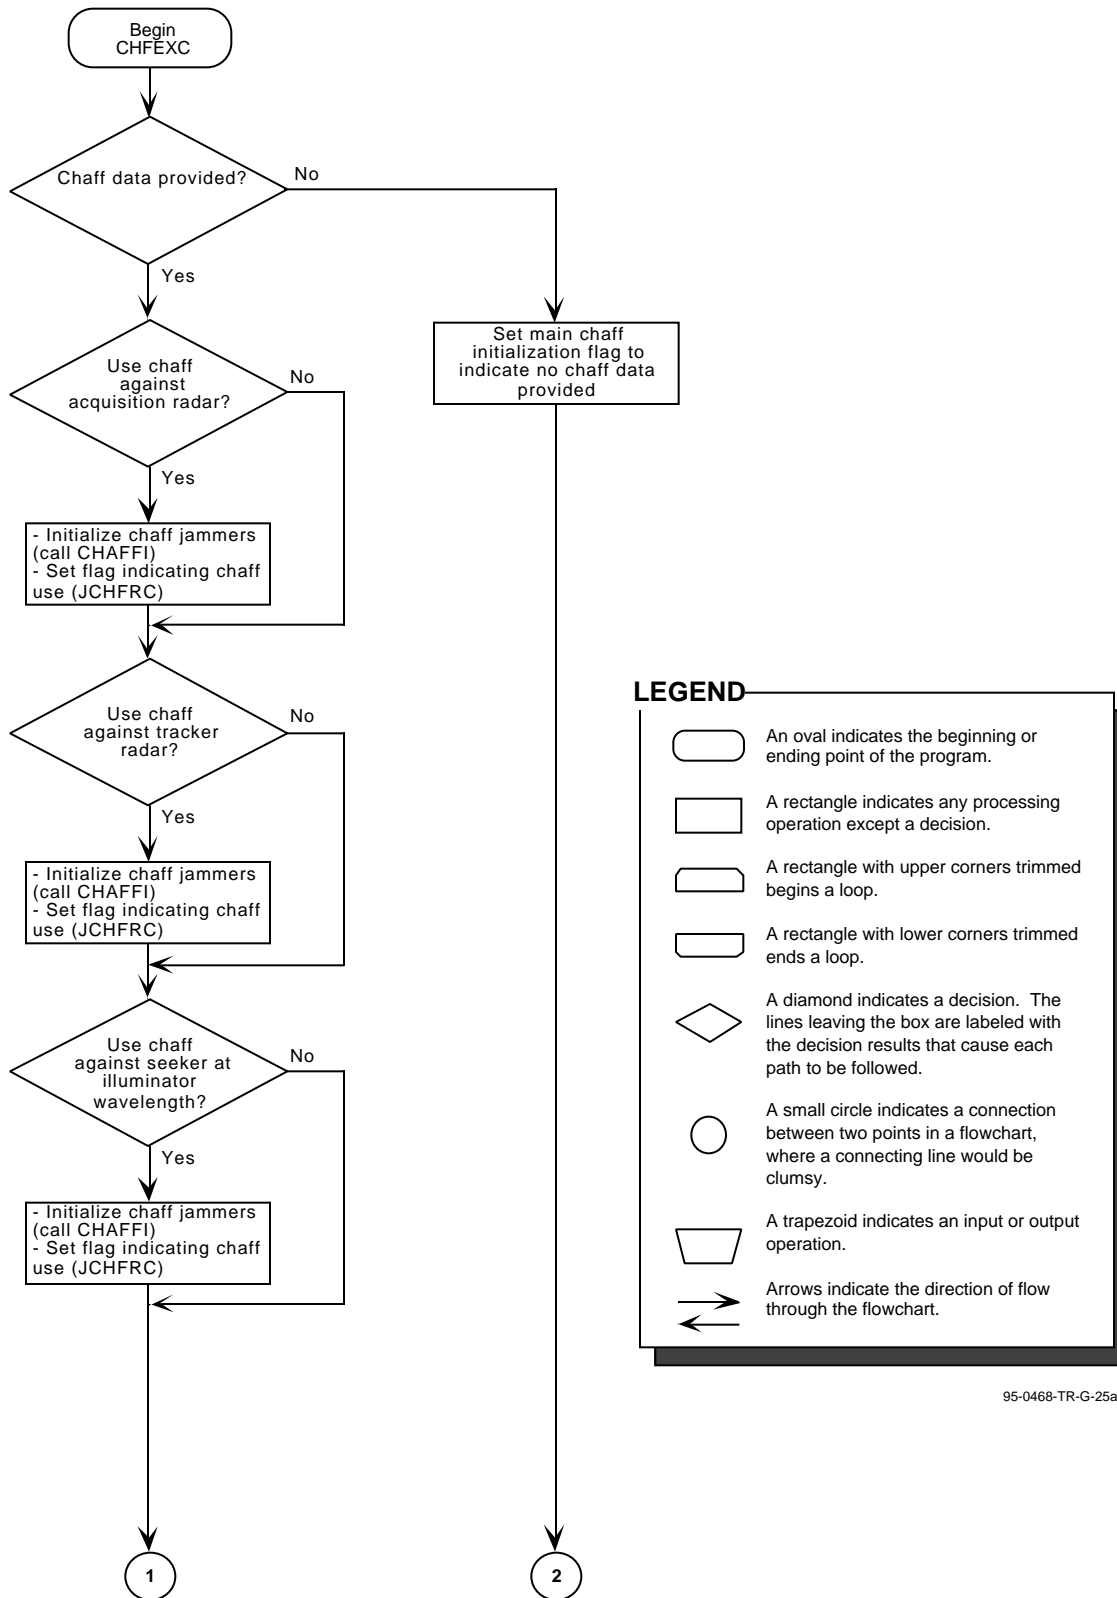 Begin
CHFEXC
Chaff data provided?
No
Yes
Set main chaff
initialization flag to
indicate no chaff data
provided
Use chaff
against
acquisition radar?
No
Yes
- Initialize chaff jammers
(call CHAFFI)
- Set flag indicating chaff
use (JCHFRC)
Use chaff
against tracker
radar?
No
Yes
- Initialize chaff jammers
(call CHAFFI)
- Set flag indicating chaff
use (JCHFRC)
Use chaff
against seeker at
illuminator
wavelength?
No
Yes
- Initialize chaff jammers
(call CHAFFI)
- Set flag indicating chaff
use (JCHFRC)
1
2
LEGEND
An oval indicates the beginning or
ending point of the program.
A rectangle indicates any processing
operation except a decision.
A rectangle with upper corners trimmed
begins a loop.
A rectangle with lower corners trimmed
ends a loop.
A diamond indicates a decision. The
lines leaving the box are labeled with
the decision results that cause each
path to be followed.
A small circle indicates a connection
between two points in a flowchart,
where a connecting line would be
clumsy.
A trapezoid indicates an input or output
operation.
Arrows indicate the direction of flow
through the flowchart.
95-0468-TR-G-25a